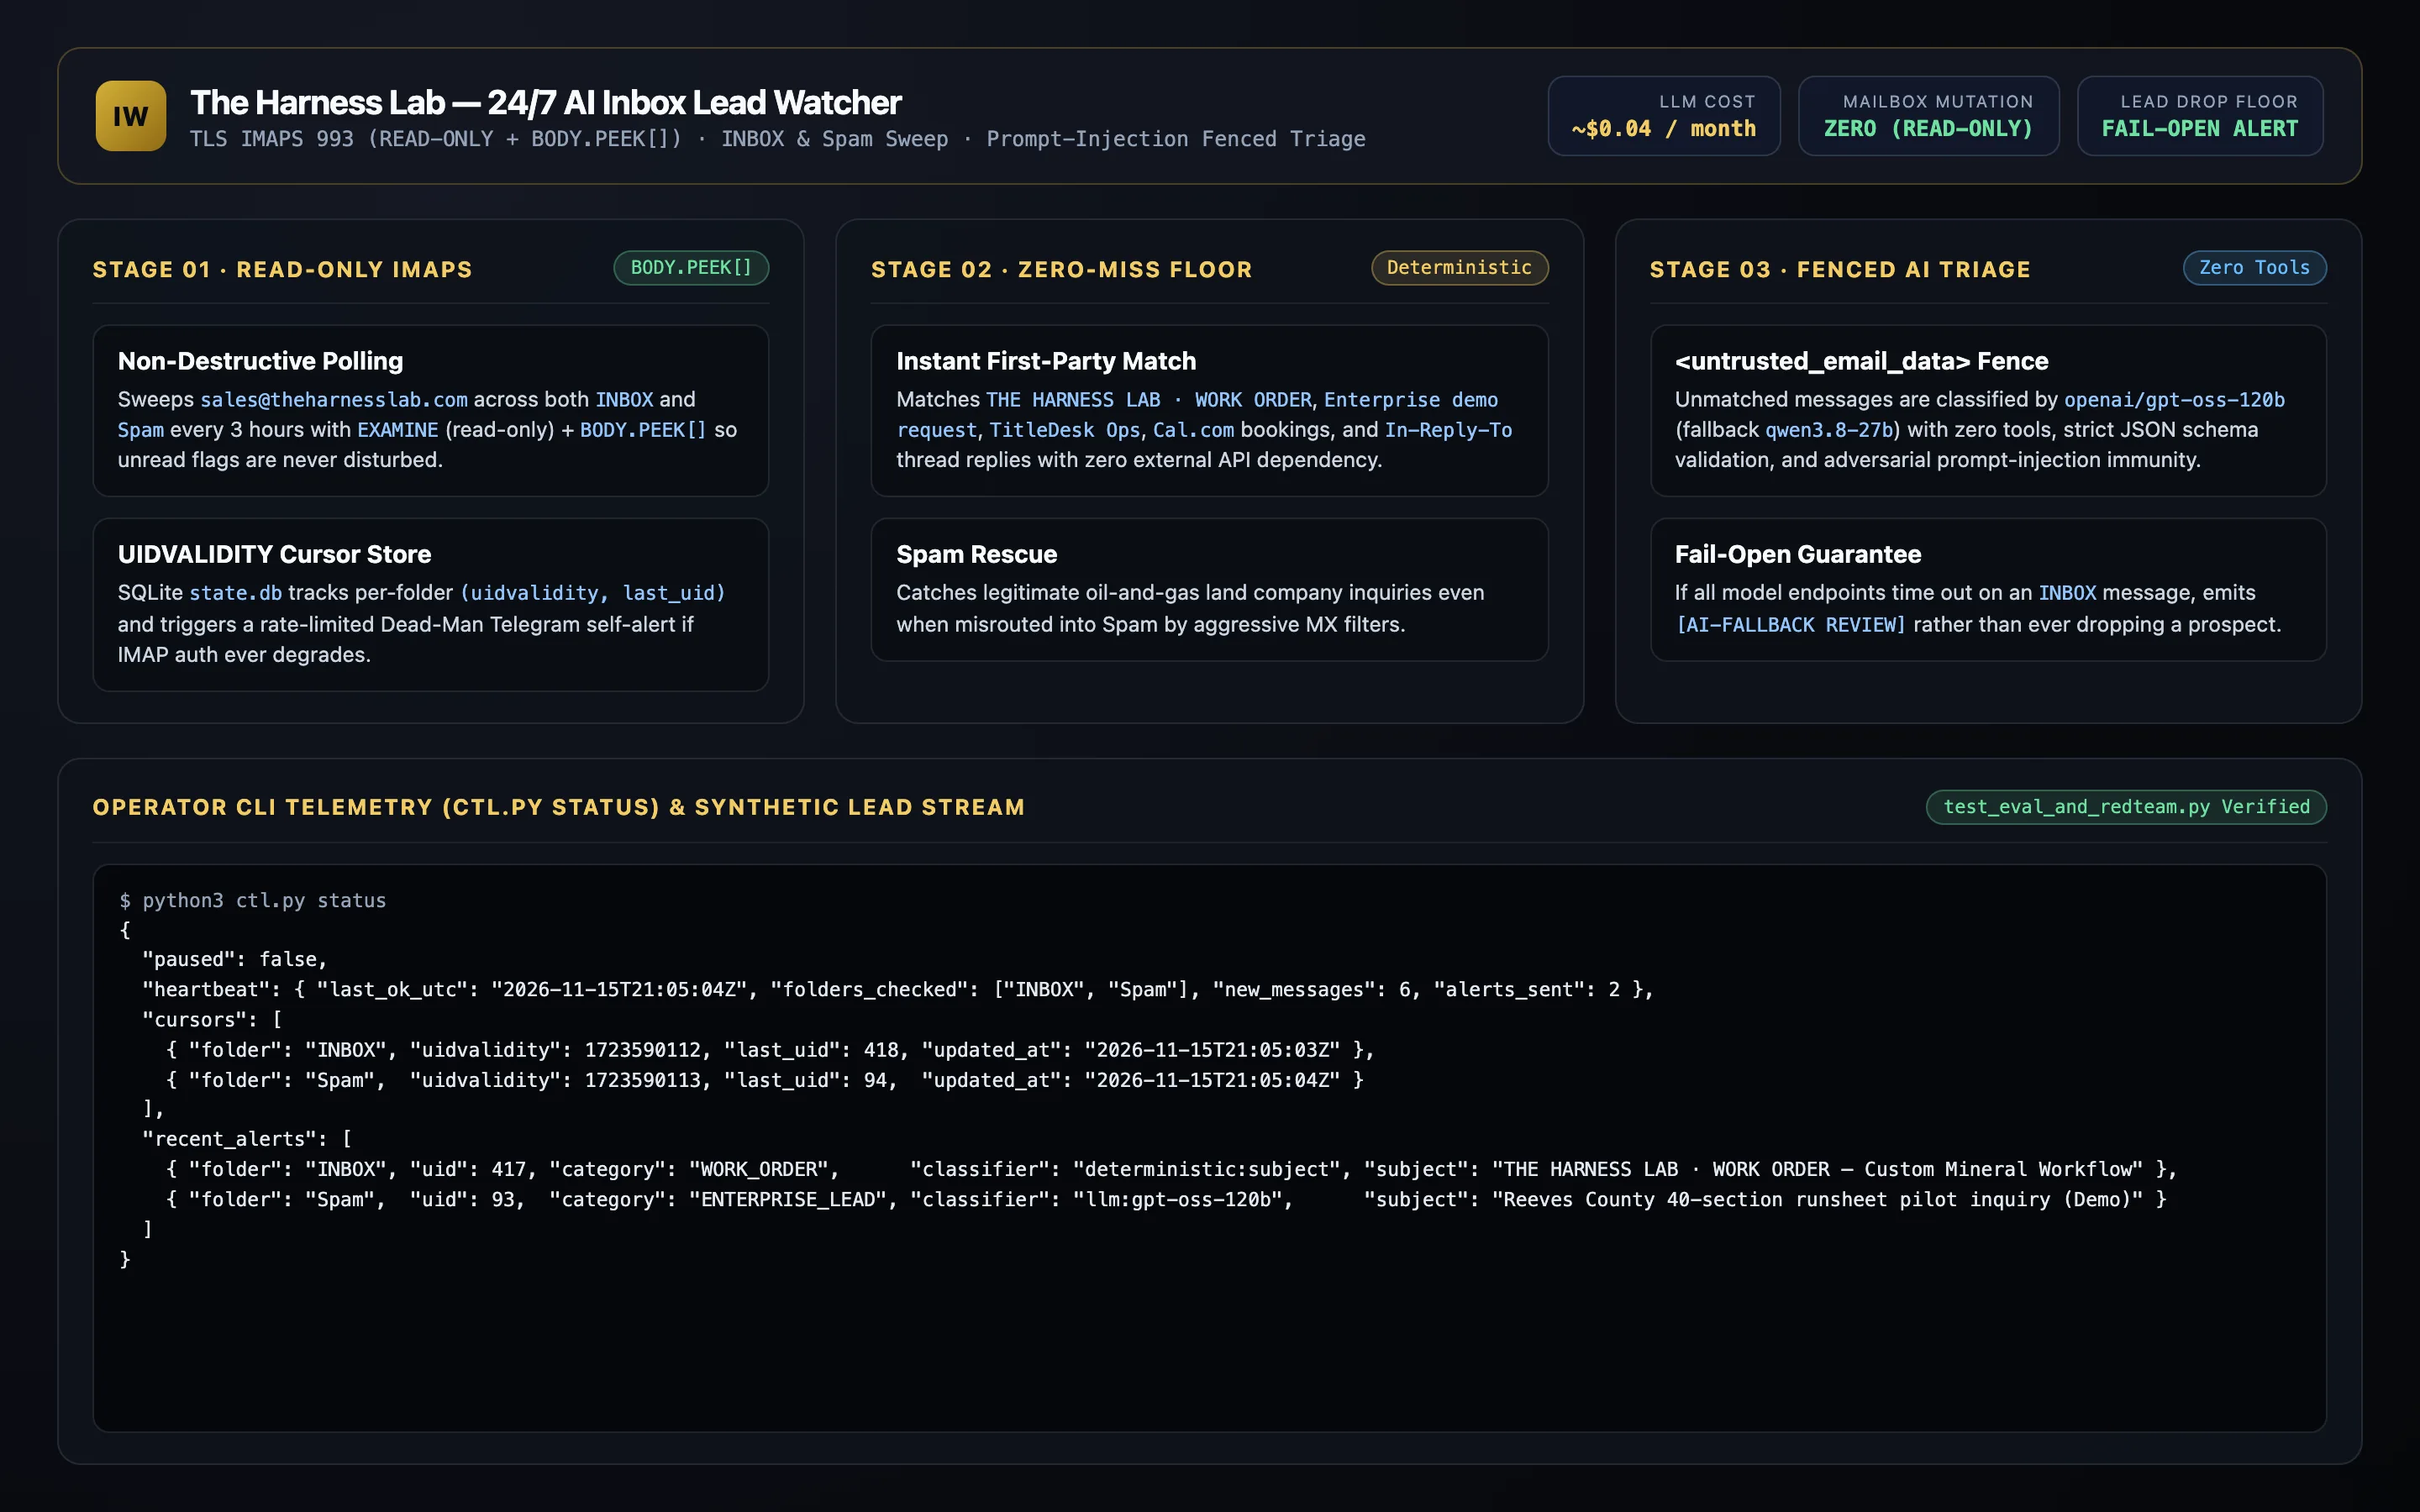 IW
The Harness Lab — 24/7 AI Inbox Lead Watcher
TLS IMAPS 993 (READ-ONLY + BODY.PEEK[]) · INBOX & Spam Sweep · Prompt-Injection Fenced Triage
LLM COST
~$0.04 / month
MAILBOX MUTATION
ZERO (READ-ONLY)
LEAD DROP FLOOR
FAIL-OPEN ALERT
STAGE 01 · READ-ONLY IMAPS
BODY.PEEK[]
Non-Destructive Polling
Sweeps sales@theharnesslab.com across both INBOX and
Spam every 3 hours with EXAMINE (read-only) + BODY.PEEK[] so
unread flags are never disturbed.
UIDVALIDITY Cursor Store
SQLite state.db tracks per-folder (uidvalidity, last_uid)
and triggers a rate-limited Dead-Man Telegram self-alert if
IMAP auth ever degrades.
STAGE 02 · ZERO-MISS FLOOR
Deterministic
Instant First-Party Match
Matches THE HARNESS LAB · WORK ORDER, Enterprise demo
request, TitleDesk Ops, Cal.com bookings, and In-Reply-To
thread replies with zero external API dependency.
Spam Rescue
Catches legitimate oil-and-gas land company inquiries even
when misrouted into Spam by aggressive MX filters.
STAGE 03 · FENCED AI TRIAGE
Zero Tools
<untrusted_email_data> Fence
Unmatched messages are classified by openai/gpt-oss-120b
(fallback qwen3.8-27b) with zero tools, strict JSON schema
validation, and adversarial prompt-injection immunity.
Fail-Open Guarantee
If all model endpoints time out on an INBOX message, emits
[AI-FALLBACK REVIEW] rather than ever dropping a prospect.
OPERATOR CLI TELEMETRY (CTL.PY STATUS) & SYNTHETIC LEAD STREAM
test_eval_and_redteam.py Verified
$ python3 ctl.py status
{
  "paused": false,
  "heartbeat": { "last_ok_utc": "2026-11-15T21:05:04Z", "folders_checked": ["INBOX", "Spam"], "new_messages": 6, "alerts_sent": 2 },
  "cursors": [
    { "folder": "INBOX", "uidvalidity": 1723590112, "last_uid": 418, "updated_at": "2026-11-15T21:05:03Z" },
    { "folder": "Spam",  "uidvalidity": 1723590113, "last_uid": 94,  "updated_at": "2026-11-15T21:05:04Z" }
  ],
  "recent_alerts": [
    { "folder": "INBOX", "uid": 417, "category": "WORK_ORDER",      "classifier": "deterministic:subject", "subject": "THE HARNESS LAB · WORK ORDER — Custom Mineral Workflow" },
    { "folder": "Spam",  "uid": 93,  "category": "ENTERPRISE_LEAD", "classifier": "llm:gpt-oss-120b",      "subject": "Reeves County 40-section runsheet pilot inquiry (Demo)" }
  ]
}